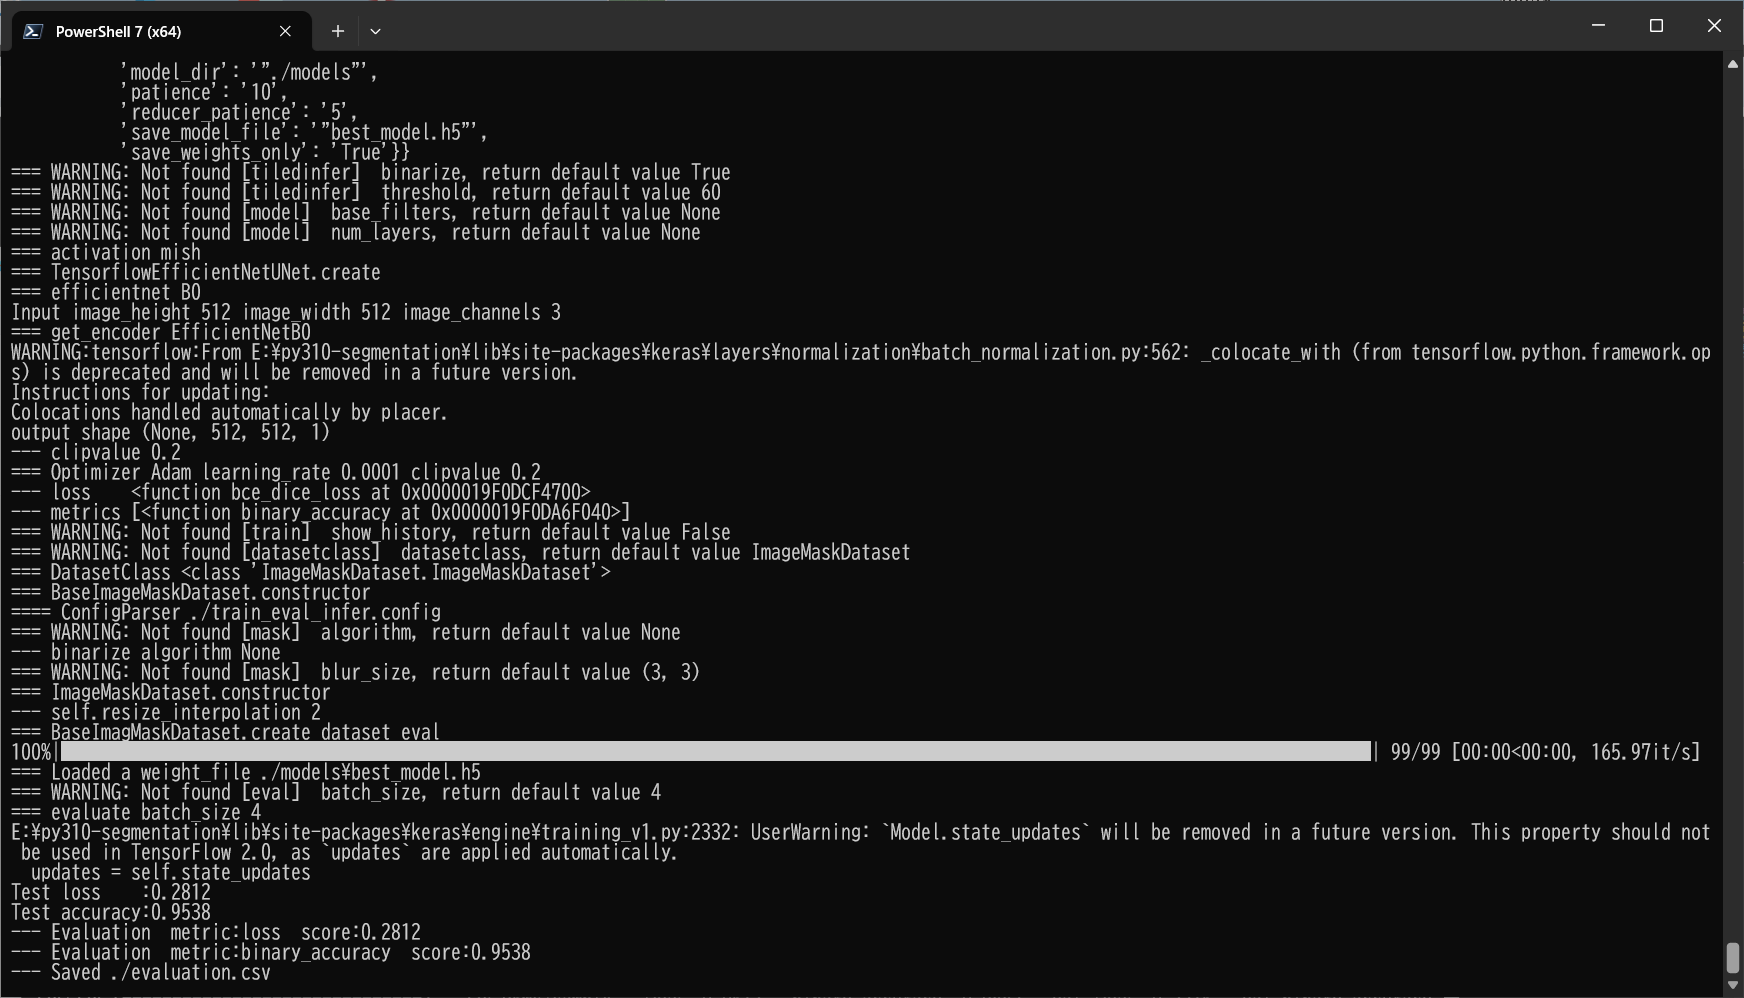 PowerShell 7 (x64)
'model_dir': '"./models"',
'patience': '10',
'reducer_patience': '5',
'save_model_file': '"best_model.h5"',
'save_weights_only': 'True'}}
=== WARNING: Not found [tiledinfer]  binarize, return default value True
=== WARNING: Not found [tiledinfer]  threshold, return default value 60
=== WARNING: Not found [model]  base_filters, return default value None
=== WARNING: Not found [model]  num_layers, return default value None
=== activation mish
=== TensorflowEfficientNetUNet.create
=== efficientnet B0
Input image_height 512 image_width 512 image_channels 3
=== get_encoder EfficientNetB0
WARNING:tensorflow:From E:¥py310-segmentation¥lib¥site-packages¥keras¥layers¥normalization¥batch_normalization.py:562: _colocate_with (from tensorflow.python.framework.op
s) is deprecated and will be removed in a future version.
Instructions for updating:
Colocations handled automatically by placer.
output shape (None, 512, 512, 1)
--- clipvalue 0.2
=== Optimizer Adam learning_rate 0.0001 clipvalue 0.2
--- loss    <function bce_dice_loss at 0x0000019F0DCF4700>
--- metrics [<function binary_accuracy at 0x0000019F0DA6F040>]
=== WARNING: Not found [train]  show_history, return default value False
=== WARNING: Not found [datasetclass]  datasetclass, return default value ImageMaskDataset
=== DatasetClass <class 'ImageMaskDataset.ImageMaskDataset'>
=== BaseImageMaskDataset.constructor
==== ConfigParser ./train_eval_infer.config
=== WARNING: Not found [mask]  algorithm, return default value None
--- binarize algorithm None
=== WARNING: Not found [mask]  blur_size, return default value (3, 3)
=== ImageMaskDataset.constructor
--- self.resize_interpolation 2
=== BaseImagMaskDataset.create dataset eval
100%| | 99/99 [00:00<00:00, 165.97it/s]
=== Loaded a weight_file ./models¥best_model.h5
=== WARNING: Not found [eval]  batch_size, return default value 4
=== evaluate batch_size 4
E:¥py310-segmentation¥lib¥site-packages¥keras¥engine¥training_v1.py:2332: UserWarning: `Model.state_updates` will be removed in a future version. This property should not
be used in TensorFlow 2.0, as `updates` are applied automatically.
updates = self.state_updates
Test loss    :0.2812
Test accuracy:0.9538
--- Evaluation  metric:loss  score:0.2812
--- Evaluation  metric:binary_accuracy  score:0.9538
--- Saved ./evaluation.csv